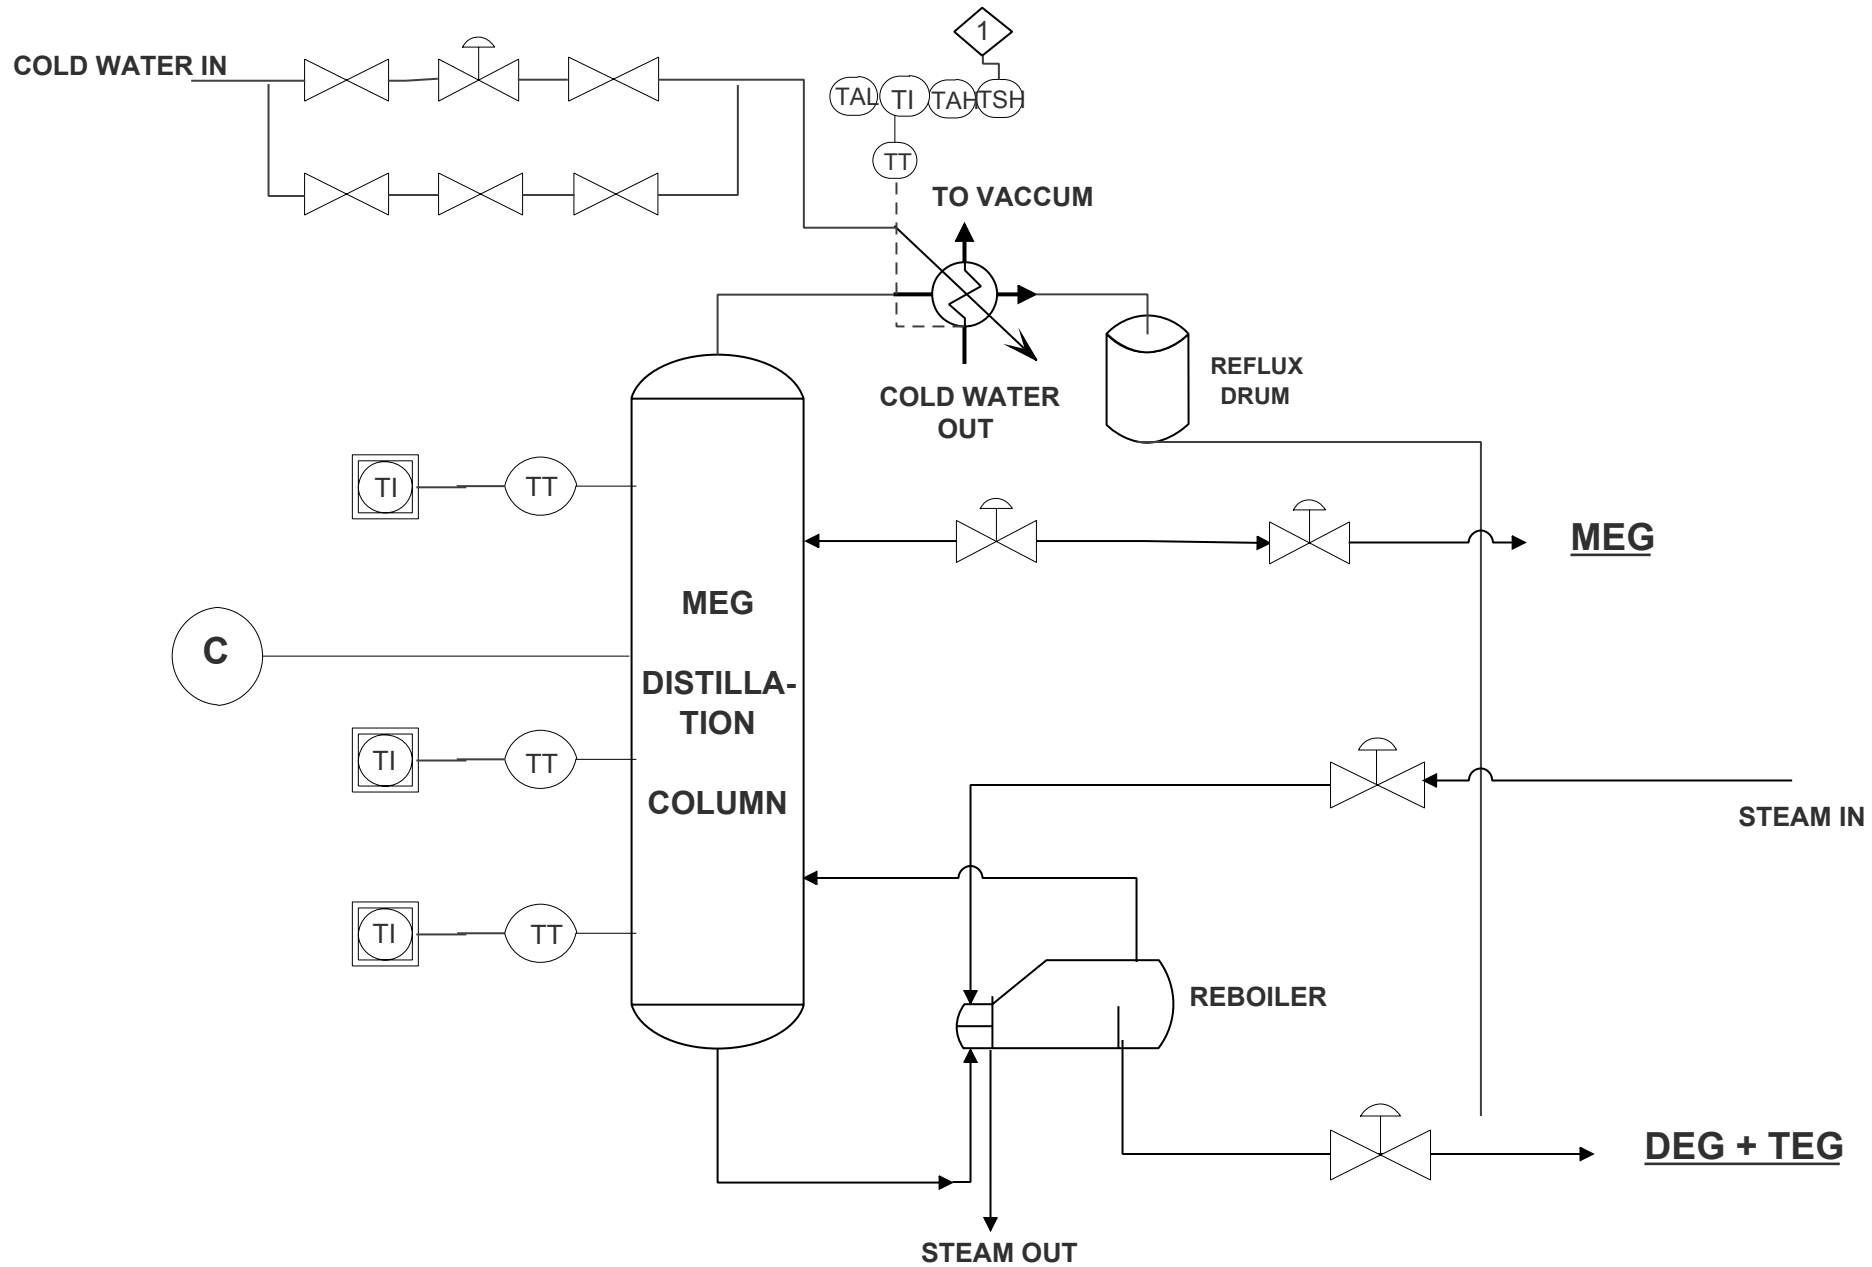 1
COLD WATER IN
TAL
TI
TAH
TSH
TT
TO VACCUM
REFLUX
DRUM
COLD WATER
OUT
TI
TT
MEG
MEG
DISTILLA-
TION
COLUMN
C
TI
TT
STEAM IN
TI
TT
REBOILER
DEG + TEG
STEAM OUT